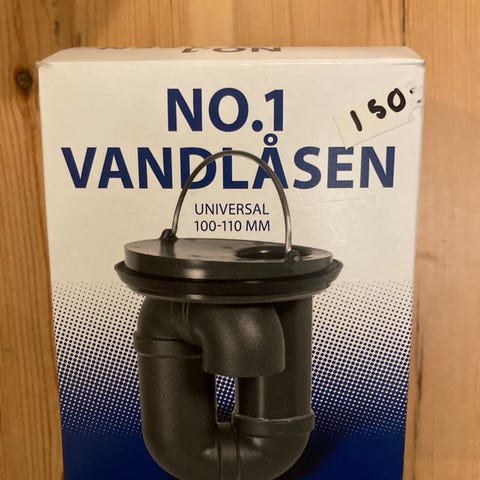 NO.1
150.-
VANDLÅSEN
UNIVERSAL
100-110 MM